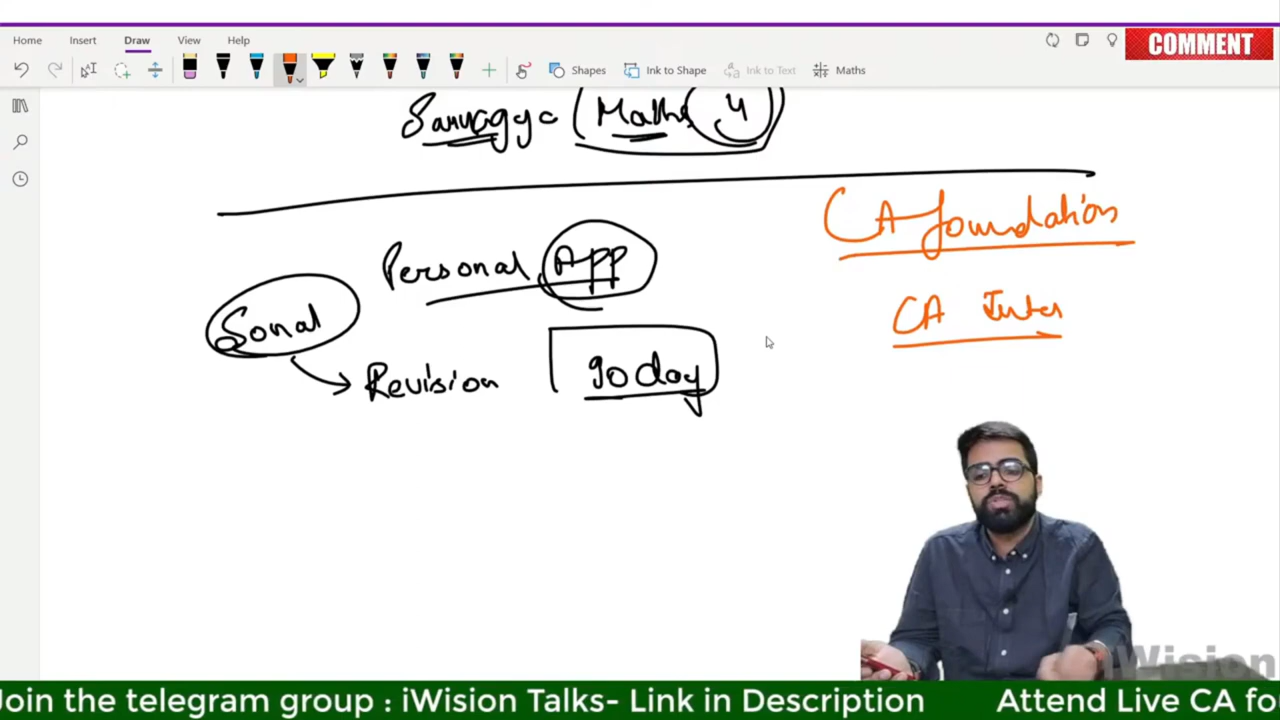 Home Insert Draw View Help
COMMENT
Shapes Ink to Shape Ink to Text Maths
Maths 4
CA foundation
Personal App
Sonal
CA Inter
Revision 90 day
iWision
Join the telegram group : iWision Talks- Link in Description Attend Live CA fo